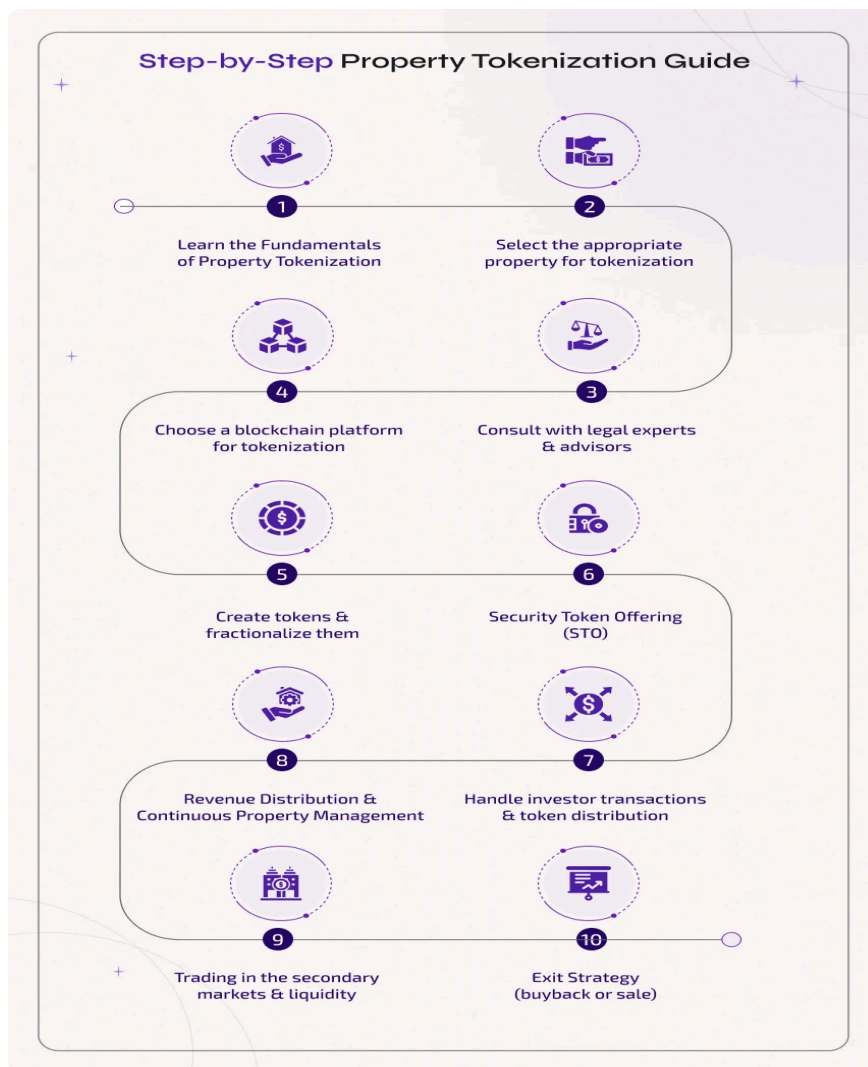 Step-by-Step Property Tokenization Guide
1
Learn the Fundamentals
of Property Tokenization
2
Select the appropriate
property for tokenization
3
Consult with legal experts
& advisors
4
Choose a blockchain platform
for tokenization
5
Create tokens &
fractionalize them
6
Security Token Offering
(STO)
7
Handle investor transactions
& token distribution
8
Revenue Distribution &
Continuous Property Management
9
Trading in the secondary
markets & liquidity
10
Exit Strategy
(buyback or sale)